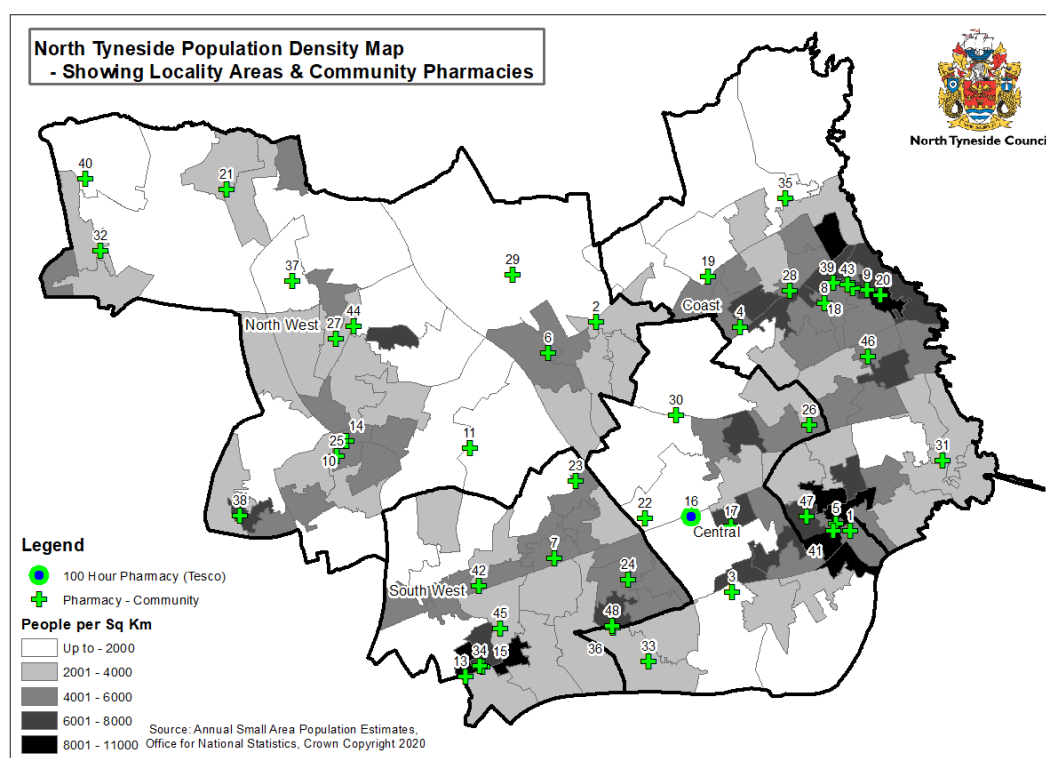 North Tyneside Population Density Map
- Showing Locality Areas & Community Pharmacies
North Tyneside Counci
40
21
35
32
37
29
19
28
39
43
9
20
8
18
Coast
2
44
North West
27
4
6
46
30
26
14
25
10
11
31
23
38
22
16
17
47
5
1
Central
41
7
24
42
3
South West
45
48
36
33
34
15
13
Legend
100 Hour Pharmacy (Tesco)
Pharmacy - Community
People per Sq Km
Up to - 2000
2001 - 4000
4001 - 6000
6001 - 8000
8001 - 11000
Source: Annual Small Area Population Estimates,
Office for National Statistics, Crown Copyright 2020